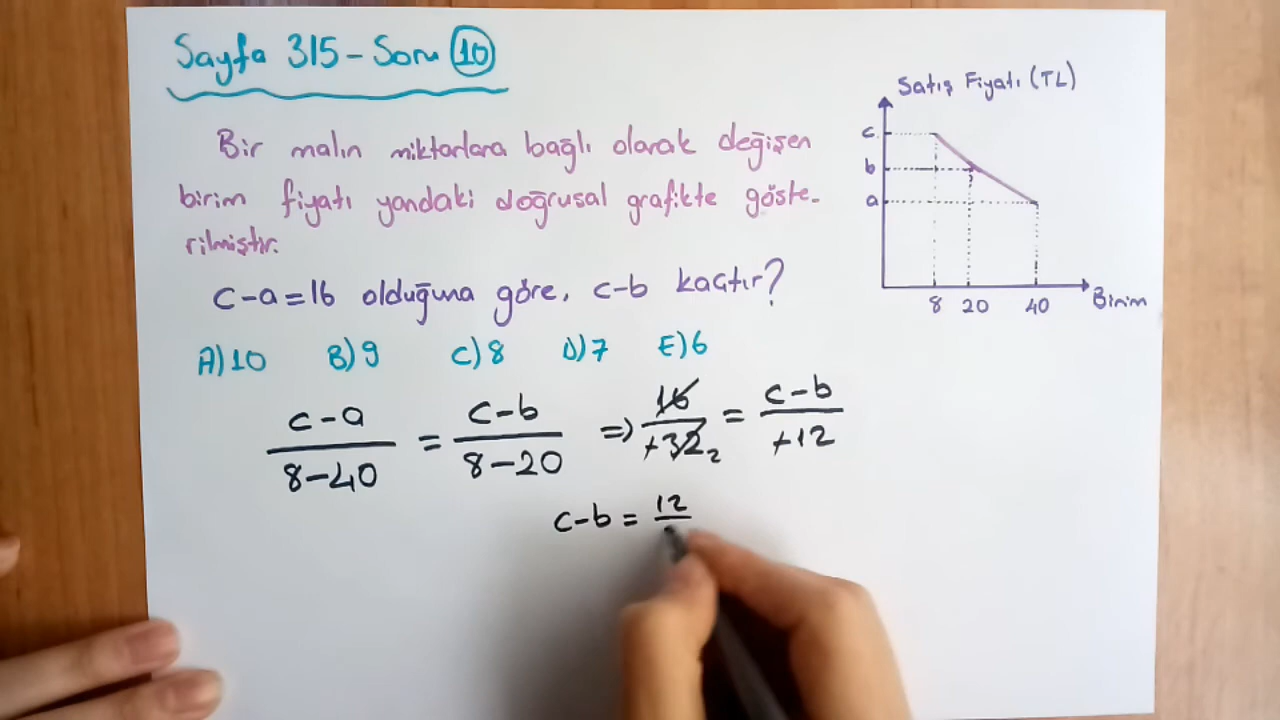 Sayfa 315 - Soru 10
Bir malın miktarlara bağlı olarak değişen
birim fiyatı yandaki doğrusal grafikte göste-
rilmiştir.
c-a=16 olduğuna göre, c-b kaçtır?
A)10 B)9 C)8 D)7 E)6
c-a / 8-40 = c-b / 8-20 => 16 / +32 2 = c-b / +12
c-b = 12
Satış Fiyatı (TL)
c
b
a
8 20 40
Birim